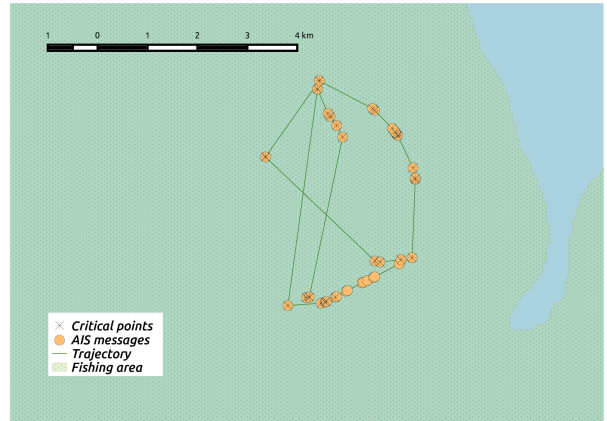 1 0 1 2 3 4 km
Critical points
AIS messages
Trajectory
Fishing area